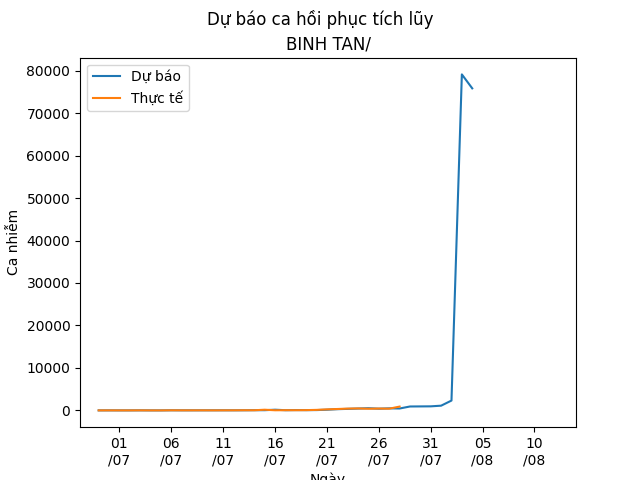 Dự báo ca hồi phục tích lũy
BINH TAN/
Dự báo
Thực tế
80000
70000
60000
50000
40000
30000
20000
10000
0
Ca nhiễm
01 06 11 16 21 26 31 05 10
/07 /07 /07 /07 /07 /07 /07 /08 /08
Ngày